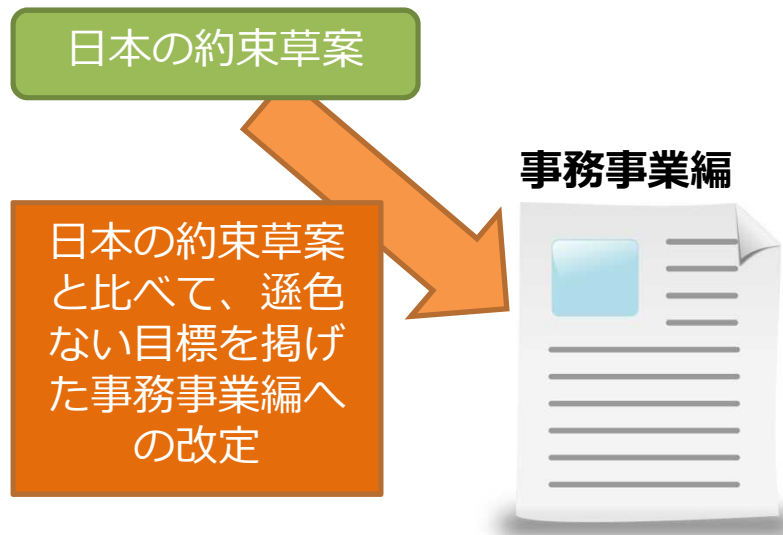 日本の約束草案
事務事業編
日本の約束草案
と比べて、遜色
ない目標を掲げ
た事務事業編へ
の改定